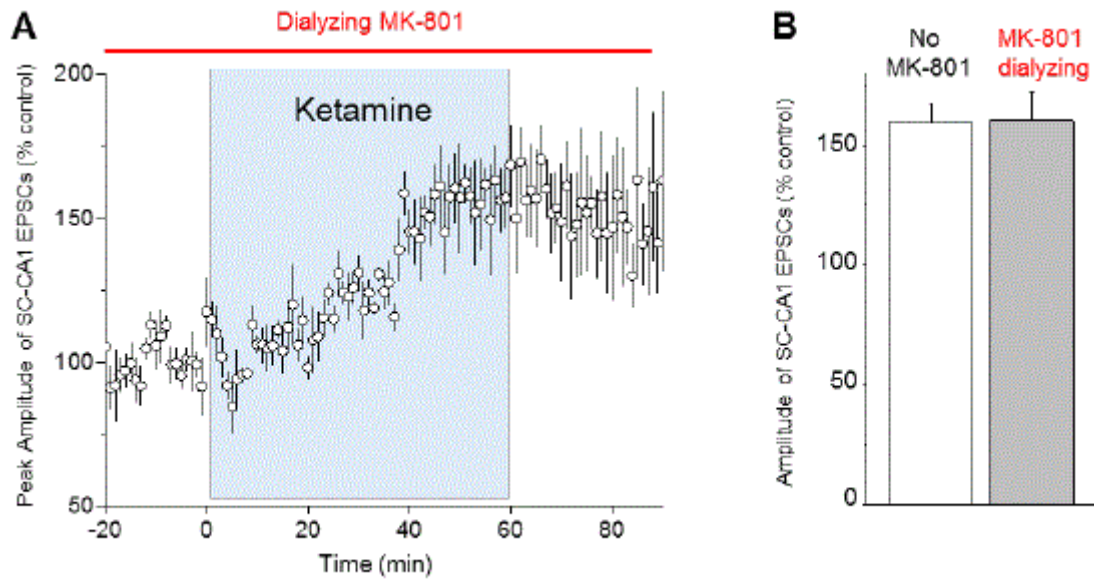 A
Dialyzing MK-801
Peak Amplitude of SC-CA1 EPSCs (% control)
200
150
100
50
Ketamine
-20
0
20
40
60
80
Time (min)
B
No
MK-801
MK-801
dialyzing
Amplitude of SC-CA1 EPSCs (% control)
150
100
50
0